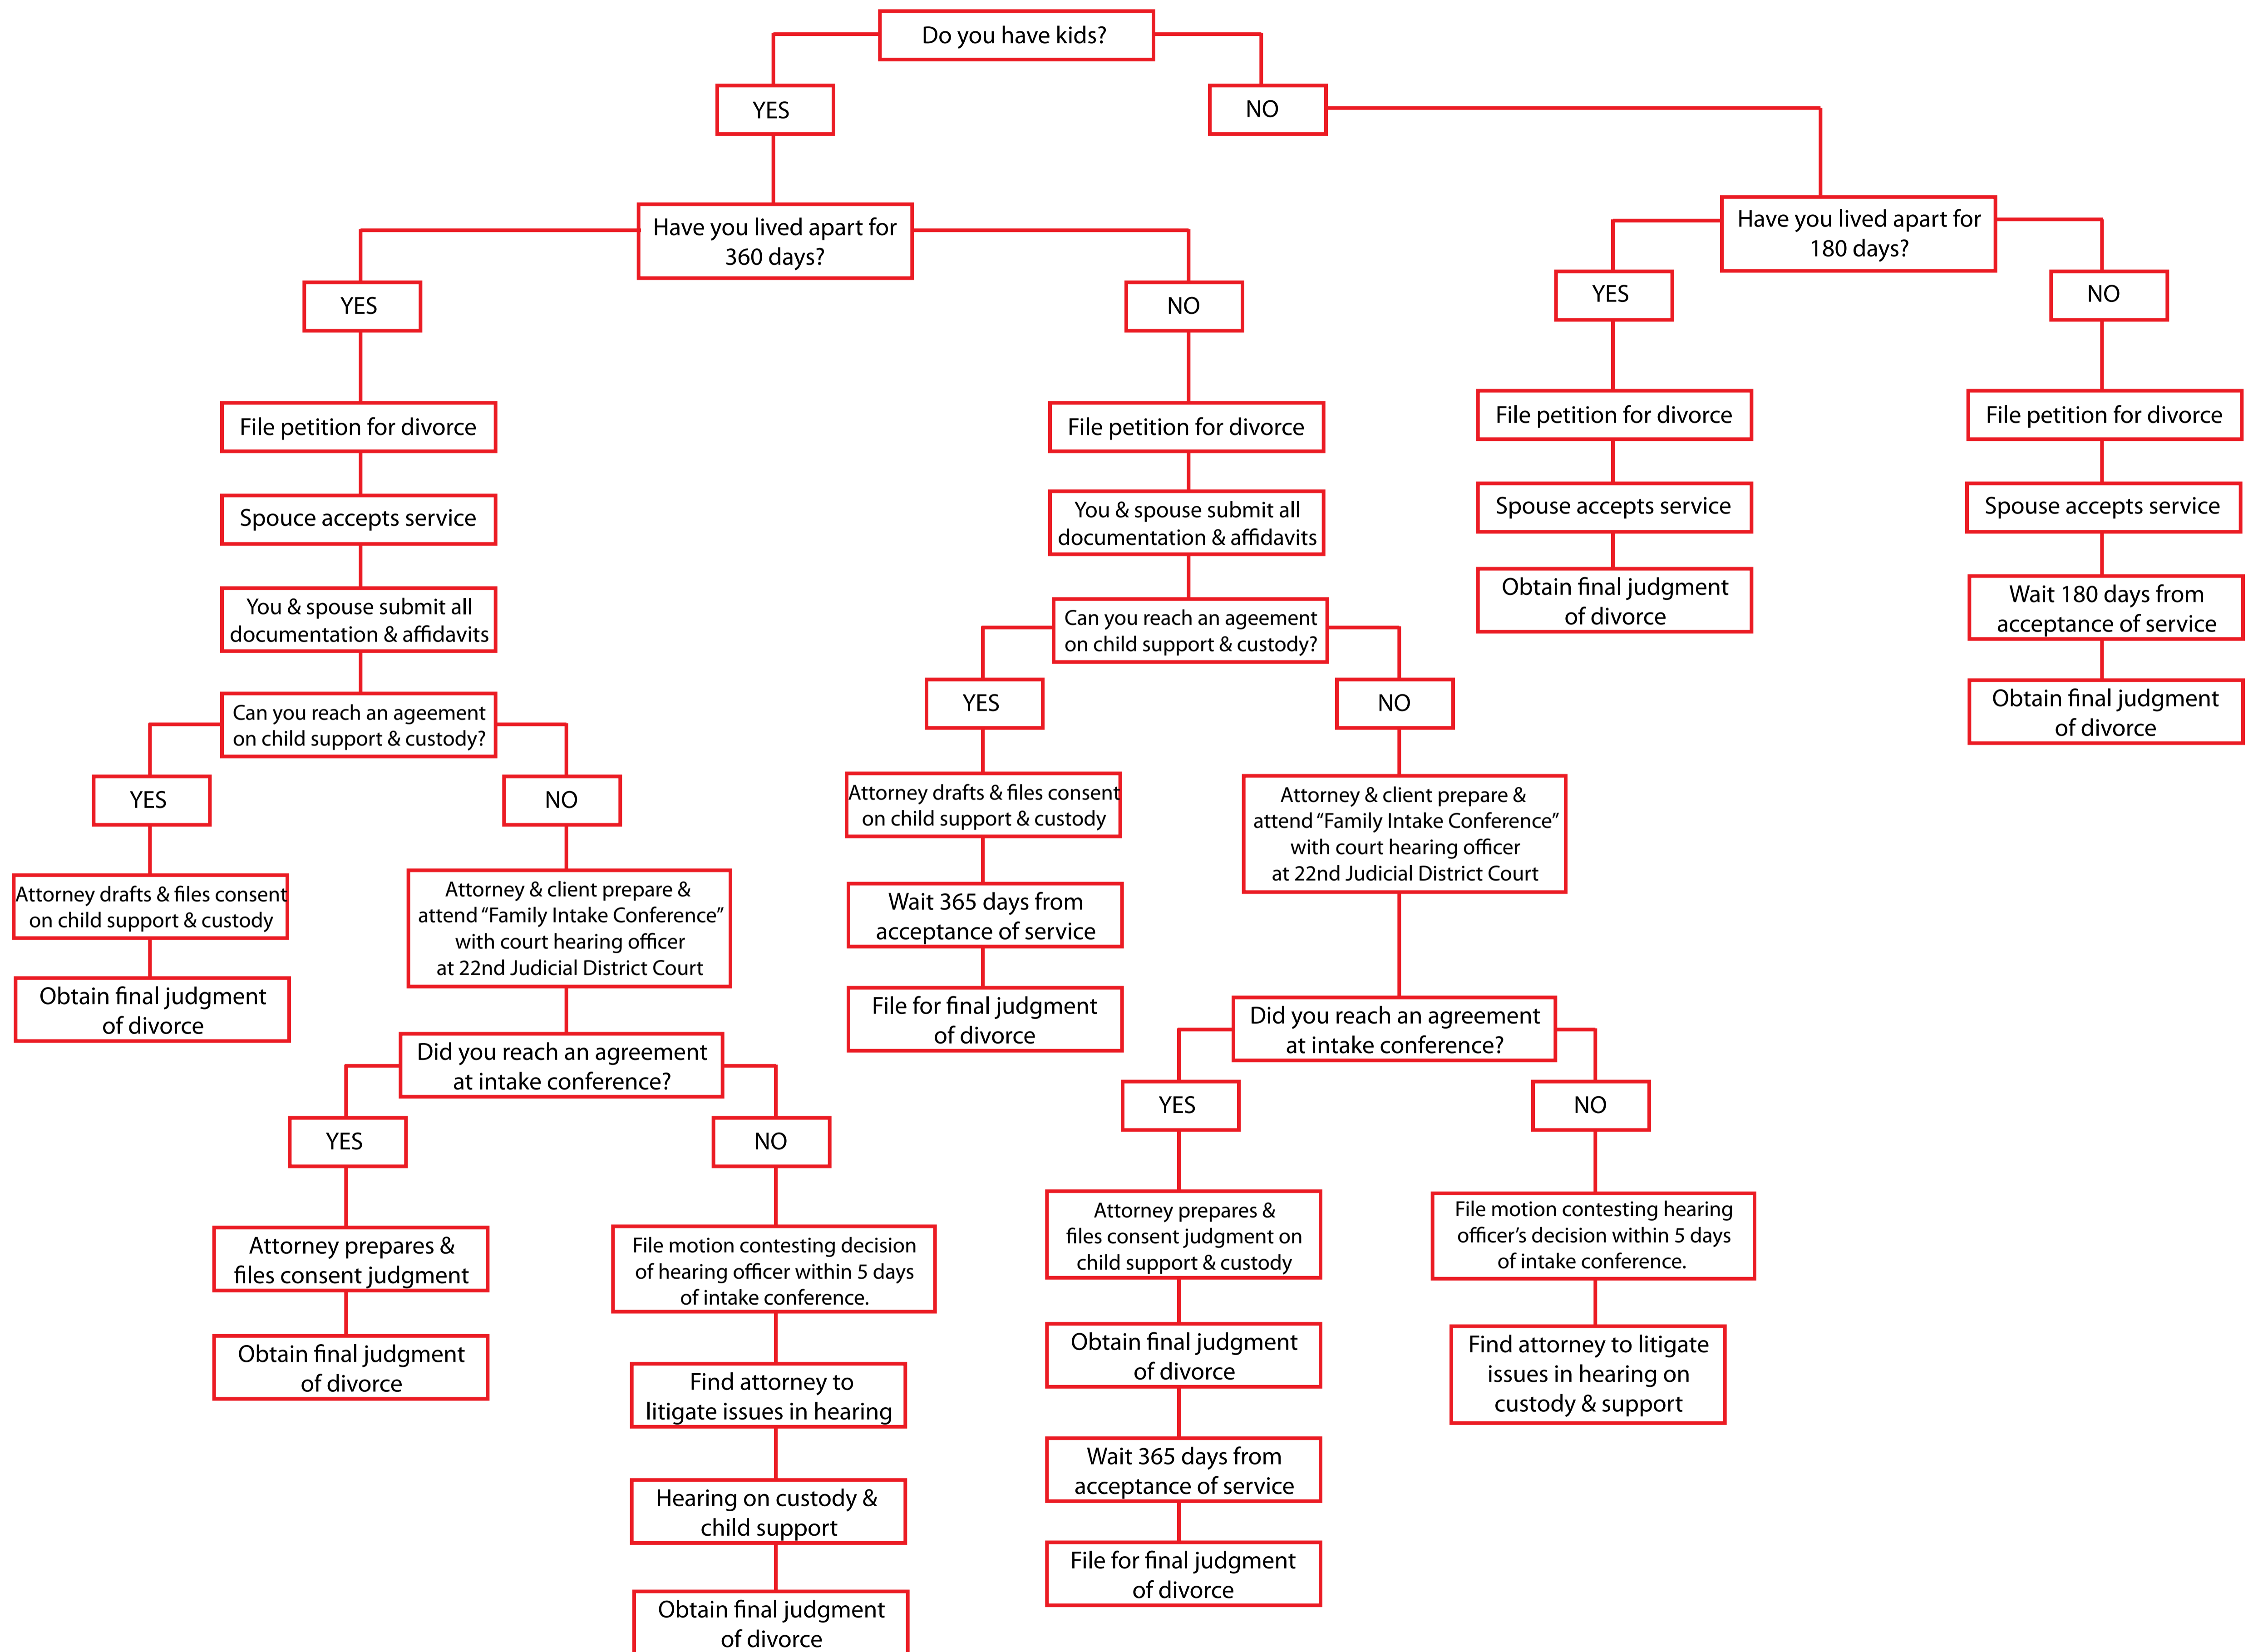 Do you have kids?
YES
NO
Have you lived apart for
360 days?
Have you lived apart for
180 days?
YES
NO
YES
NO
File petition for divorce
Spouce accepts service
You & spouse submit all
documentation & affidavits
Can you reach an ageement
on child support & custody?
YES
NO
Attorney drafts & files consent
on child support & custody
Obtain final judgment
of divorce
Attorney & client prepare &
attend “Family Intake Conference”
with court hearing officer
at 22nd Judicial District Court
Did you reach an agreement
at intake conference?
YES
NO
Attorney prepares &
files consent judgment
Obtain final judgment
of divorce
File motion contesting decision
of hearing officer within 5 days
of intake conference.
Find attorney to
litigate issues in hearing
Hearing on custody &
child support
Obtain final judgment
of divorce
File petition for divorce
You & spouse submit all
documentation & affidavits
Can you reach an ageement
on child support & custody?
YES
NO
Attorney drafts & files consent
on child support & custody
Wait 365 days from
acceptance of service
File for final judgment
of divorce
Attorney & client prepare &
attend “Family Intake Conference”
with court hearing officer
at 22nd Judicial District Court
Did you reach an agreement
at intake conference?
YES
NO
Attorney prepares &
files consent judgment on
child support & custody
Obtain final judgment
of divorce
Wait 365 days from
acceptance of service
File for final judgment
of divorce
File motion contesting hearing
officer’s decision within 5 days
of intake conference.
Find attorney to litigate
issues in hearing on
custody & support
File petition for divorce
Spouse accepts service
Obtain final judgment
of divorce
File petition for divorce
Spouse accepts service
Wait 180 days from
acceptance of service
Obtain final judgment
of divorce